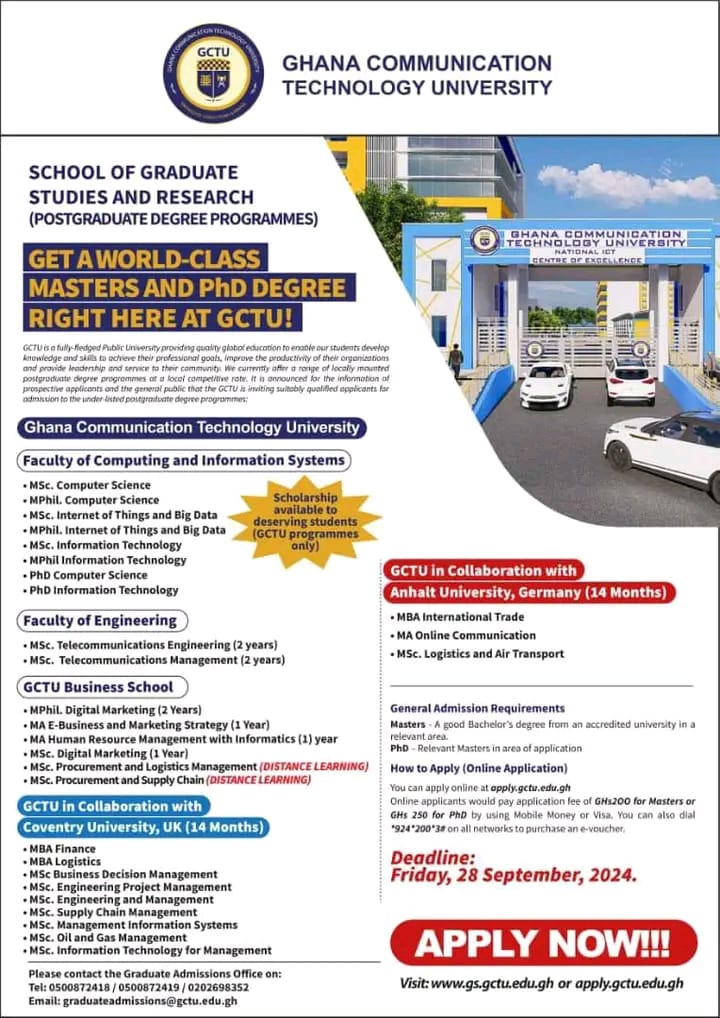 GCTU
GHANA COMMUNICATION
TECHNOLOGY UNIVERSITY
SCHOOL OF GRADUATE
STUDIES AND RESEARCH
(POSTGRADUATE DEGREE PROGRAMMES)
GET A WORLD-CLASS
MASTERS AND PhD DEGREE
RIGHT HERE AT GCTU!
GCTU is a fully-fledged Public University providing quality global education to enable our students develop
knowledge and skills to achieve their professional goals, improve the productivity of their organizations
and provide leadership and service to their community. We currently offer a range of locally mounted
postgraduate degree programmes at a local competitive rate. It is announced for the information of
prospective applicants and the general public that the GCTU is inviting suitably qualified applicants for
admission to the under-listed postgraduate degree programmes:
GHANA COMMUNICATION
TECHNOLOGY UNIVERSITY
NATIONAL ICT
CENTRE OF EXCELLENCE
Ghana Communication Technology University
Faculty of Computing and Information Systems
• MSc. Computer Science
• MPhil. Computer Science
• MSc. Internet of Things and Big Data
• MPhil. Internet of Things and Big Data
• MSc. Information Technology
• MPhil Information Technology
• PhD Computer Science
• PhD Information Technology
Scholarship
available to
deserving students
(GCTU programmes
only)
Faculty of Engineering
• MSc. Telecommunications Engineering (2 years)
• MSc. Telecommunications Management (2 years)
GCTU Business School
• MPhil. Digital Marketing (2 Years)
• MA E-Business and Marketing Strategy (1 Year)
• MA Human Resource Management with Informatics (1) year
• MSc. Digital Marketing (1 Year)
• MSc. Procurement and Logistics Management (DISTANCE LEARNING)
• MSc. Procurement and Supply Chain (DISTANCE LEARNING)
GCTU in Collaboration with
Coventry University, UK (14 Months)
• MBA Finance
• MBA Logistics
• MSc Business Decision Management
• MSc. Engineering Project Management
• MSc. Engineering and Management
• MSc. Supply Chain Management
• MSc. Management Information Systems
• MSc. Oil and Gas Management
• MSc. Information Technology for Management
Please contact the Graduate Admissions Office on:
Tel: 0500872418 / 0500872419 / 0202698352
Email: graduateadmissions@gctu.edu.gh
GCTU in Collaboration with
Anhalt University, Germany (14 Months)
• MBA International Trade
• MA Online Communication
• MSc. Logistics and Air Transport
General Admission Requirements
Masters - A good Bachelor's degree from an accredited university in a
relevant area.
PhD - Relevant Masters in area of application
How to Apply (Online Application)
You can apply online at apply.gctu.edu.gh
Online applicants would pay application fee of GHs200 for Masters or
GHs 250 for PhD by using Mobile Money or Visa. You can also dial
*924*200*3# on all networks to purchase an e-voucher.
Deadline:
Friday, 28 September, 2024.
APPLY NOW!!!
Visit: www.gs.gctu.edu.gh or apply.gctu.edu.gh